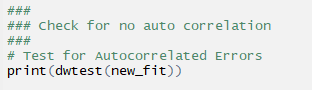 ###
### Check for no auto correlation
###
# Test for Autocorrelated Errors
print(dwtest(new_fit))